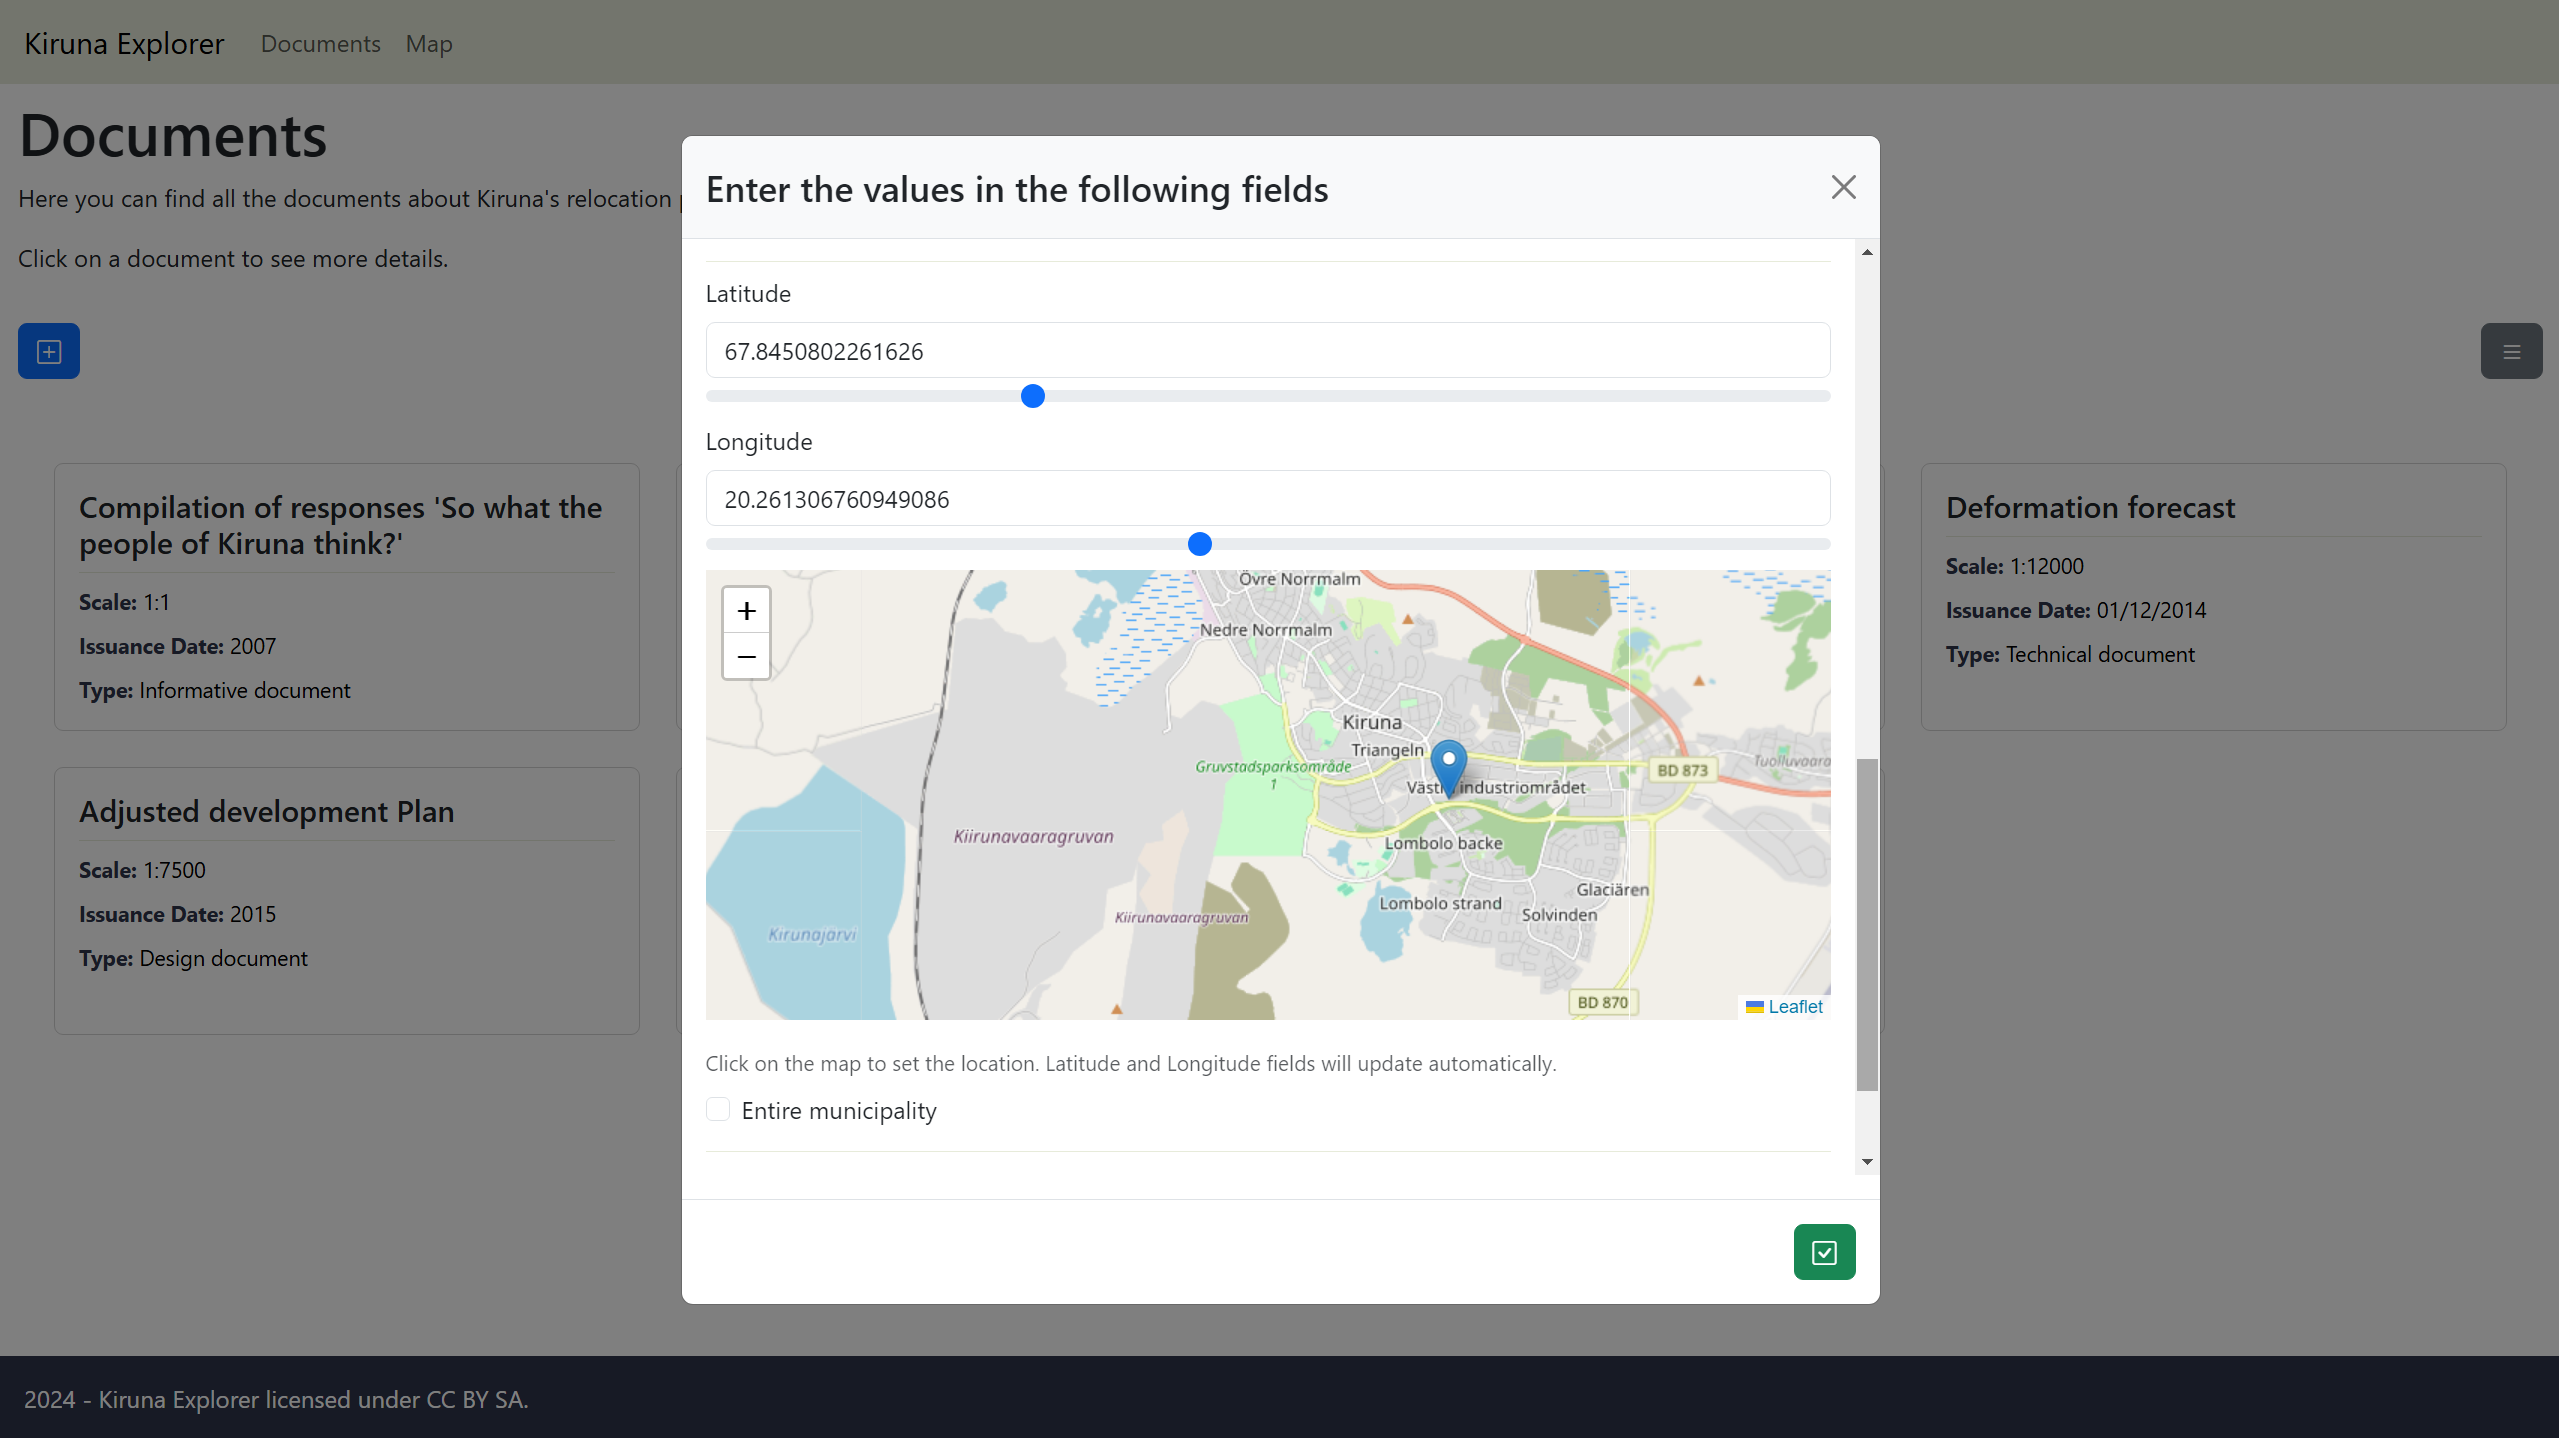 Kiruna Explorer Documents Map
Documents
Here you can find all the documents about Kiruna's relocation
Click on a document to see more details.
Compilation of responses 'So what the
people of Kiruna think?'
Scale: 1:1
Issuance Date: 2007
Type: Informative document
Adjusted development Plan
Scale: 1:7500
Issuance Date: 2015
Type: Design document
Enter the values in the following fields
Latitude
67.8450802261626
Longitude
20.261306760949086
+
−
Övre Norrmalm
Nedre Norrmalm
Kiruna
Triangeln
Gruvstadsparksområde
1
industriområdet
BD 873
Kiirunavaaragruvan
Lombolo backe
Glaciären
Lombolo strand
Solvinden
Kiirunavaaragruvan
Kirunajärvi
BD 870
Leaflet
Click on the map to set the location. Latitude and Longitude fields will update automatically.
Entire municipality
Deformation forecast
Scale: 1:12000
Issuance Date: 01/12/2014
Type: Technical document
2024 - Kiruna Explorer licensed under CC BY SA.